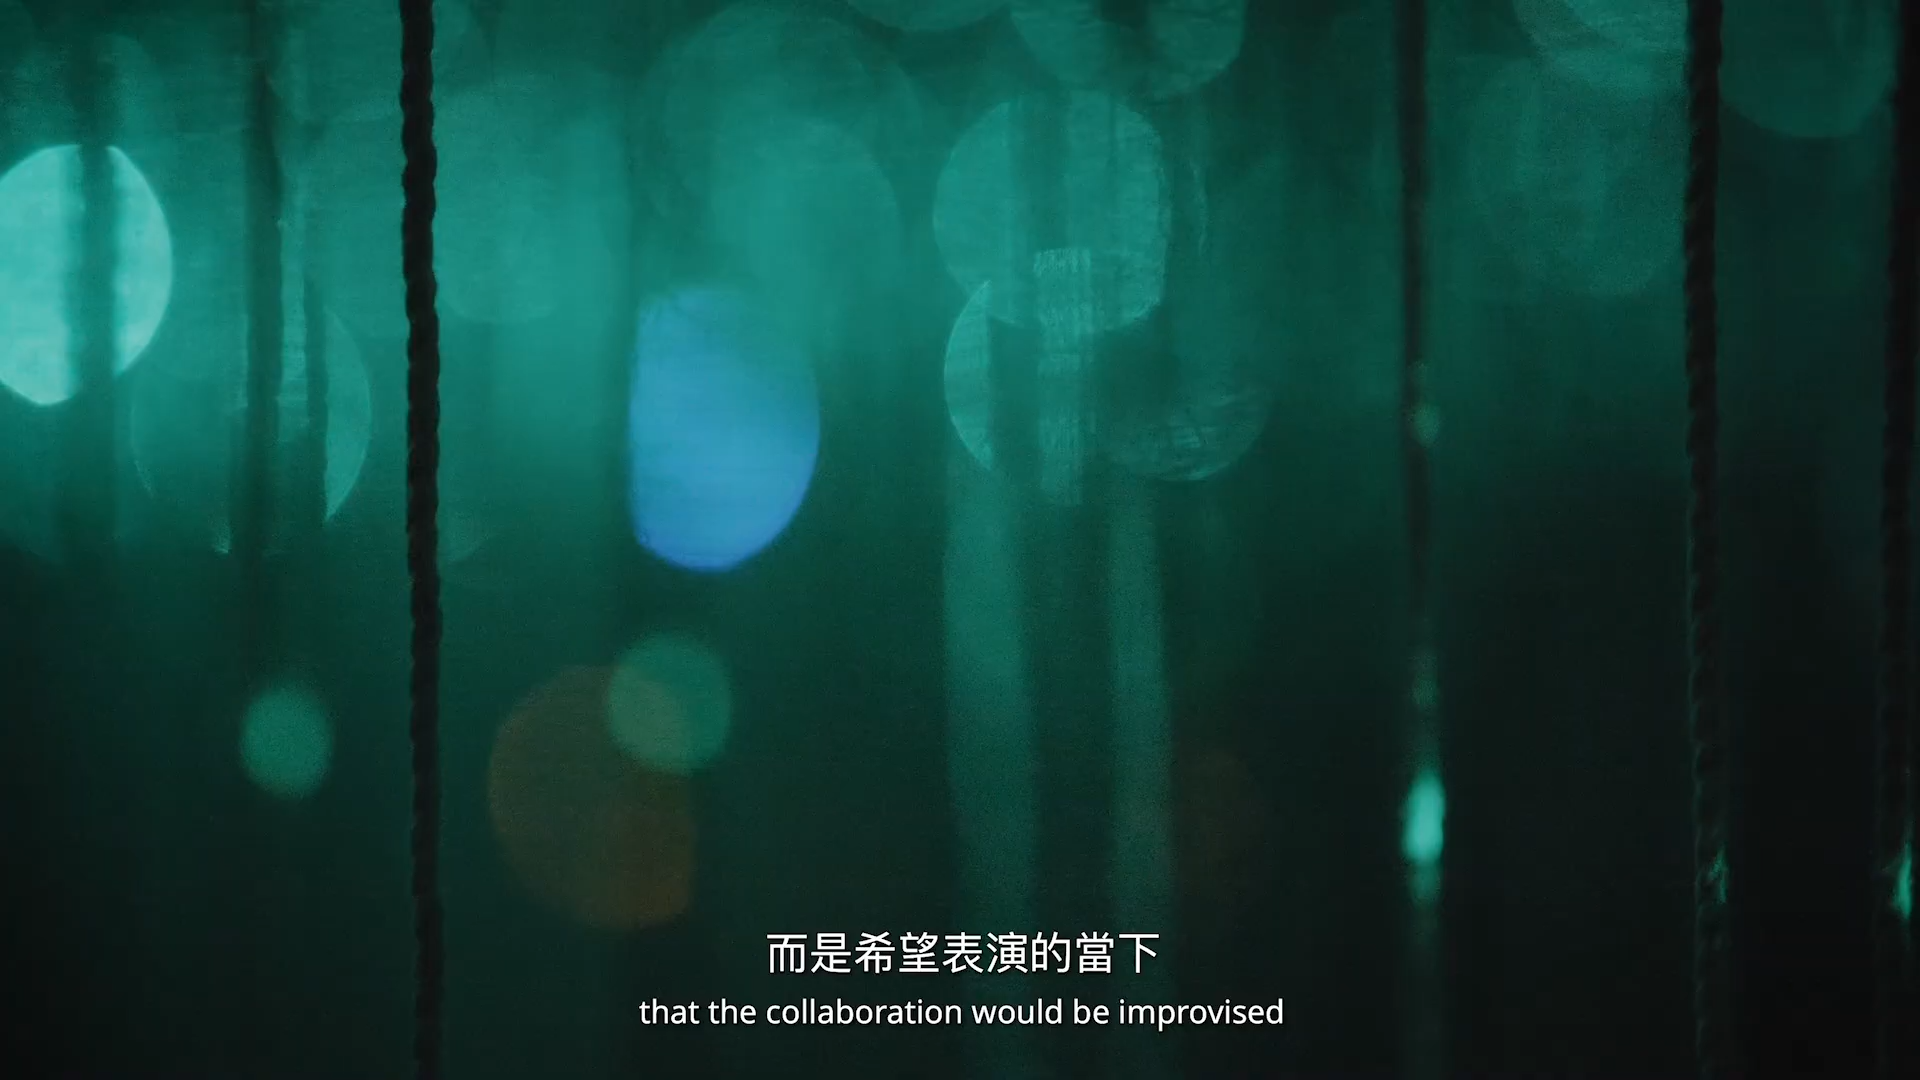 而是希望表演的當下
that the collaboration would be improvised